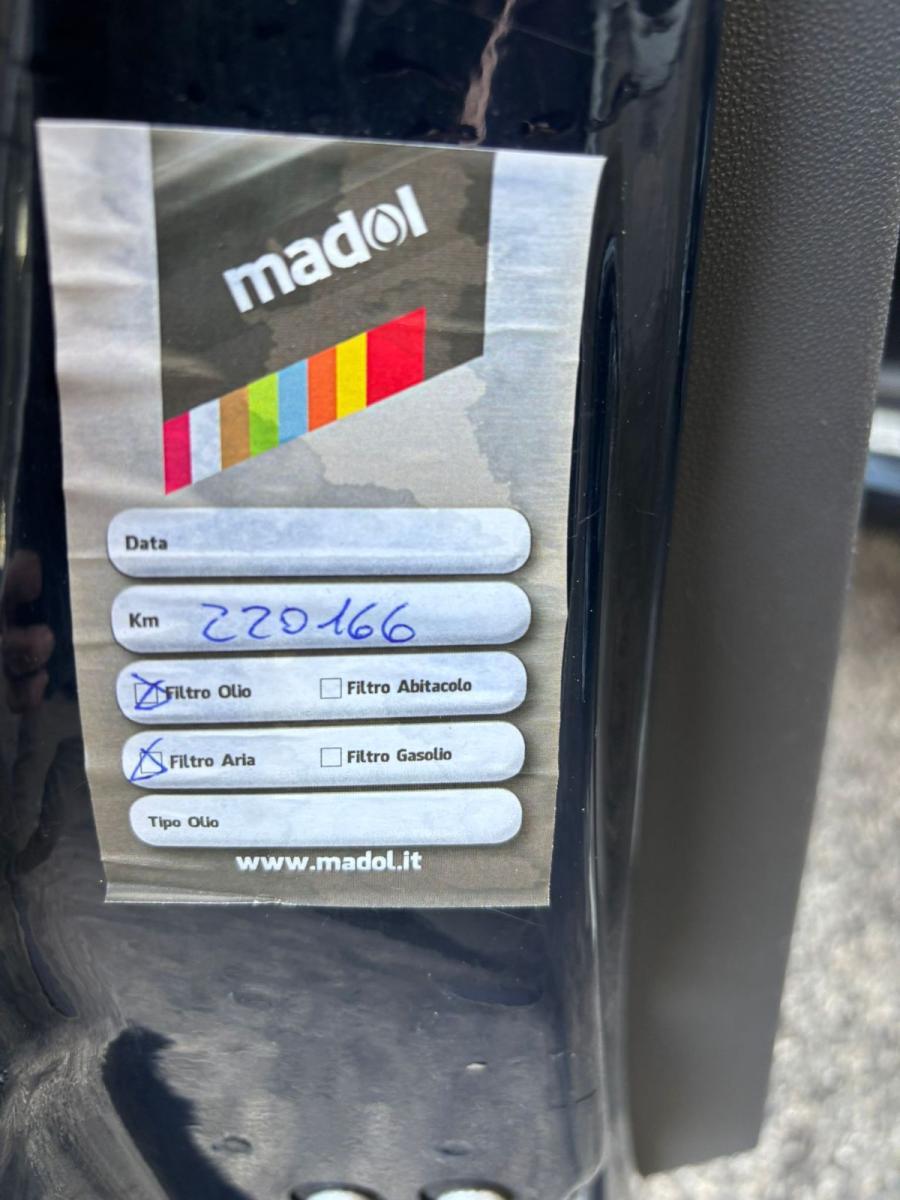 madol
Data
Km 220166
Filtro Olio Filtro Abitacolo
Filtro Aria Filtro Gasolio
Tipo Olio
www.madol.it